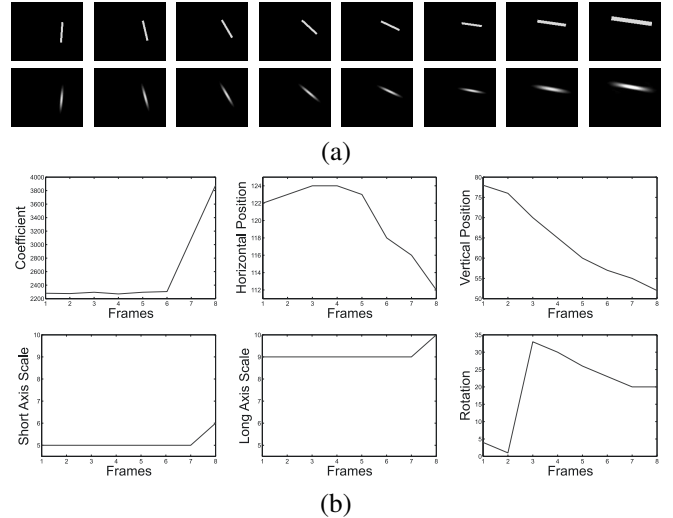 (a)
4000
3800
3600
3400
3200
3000
2800
2600
2400
2200
1 2 3 4 5 6 7 8
Coefficient
Frames
124
122
120
118
116
114
112
1 2 3 4 5 6 7 8
Horizontal Position
Frames
80
75
70
65
60
55
50
1 2 3 4 5 6 7 8
Vertical Position
Frames
10
9
8
7
6
5
1 2 3 4 5 6 7 8
Short Axis Scale
Frames
10
9
8
7
6
5
1 2 3 4 5 6 7 8
Long Axis Scale
Frames
35
30
25
20
15
10
5
0
1 2 3 4 5 6 7 8
Rotation
Frames
(b)